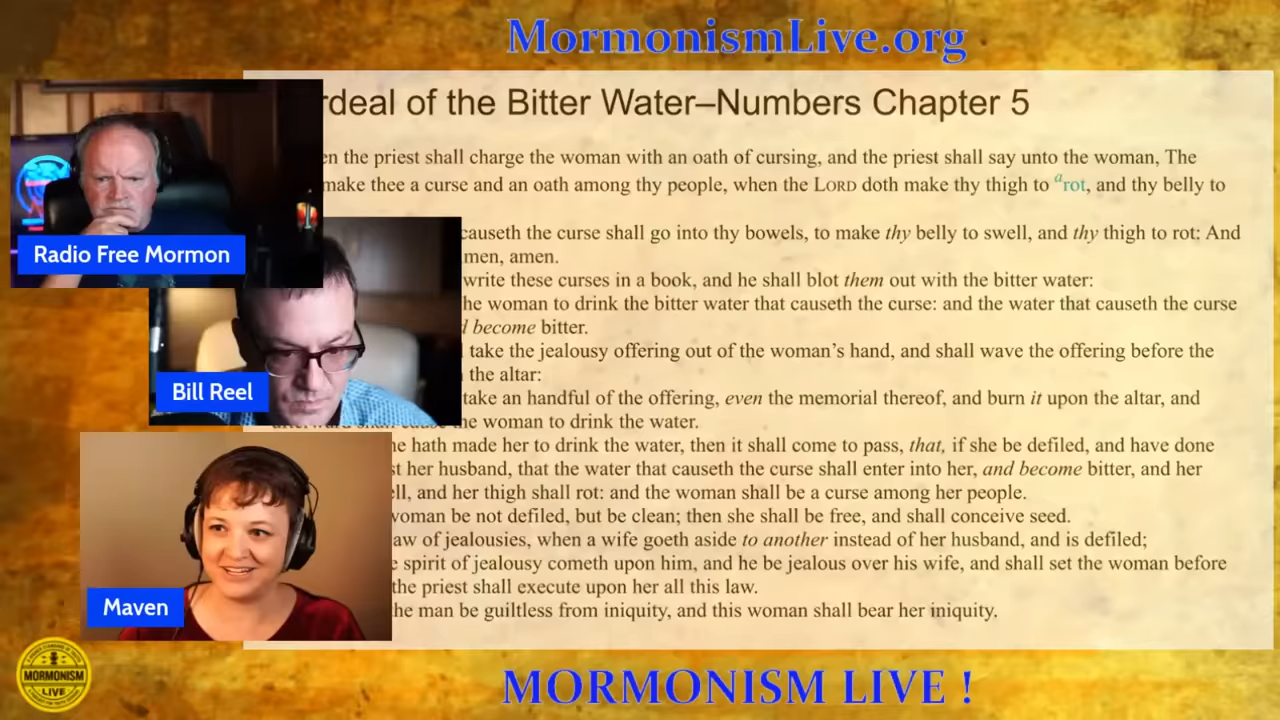 MormonismLive.org
rdeal of the Bitter Water–Numbers Chapter 5
en the priest shall charge the woman with an oath of cursing, and the priest shall say unto the woman, The
make thee a curse and an oath among thy people, when the LORD doth make thy thigh to a rot, and thy belly to
causeth the curse shall go into thy bowels, to make thy belly to swell, and thy thigh to rot: And
men, amen.
write these curses in a book, and he shall blot them out with the bitter water:
he woman to drink the bitter water that causeth the curse: and the water that causeth the curse
become bitter.
take the jealousy offering out of the woman's hand, and shall wave the offering before the
the altar:
take an handful of the offering, even the memorial thereof, and burn it upon the altar, and
the woman to drink the water.
he hath made her to drink the water, then it shall come to pass, that, if she be defiled, and have done
st her husband, that the water that causeth the curse shall enter into her, and become bitter, and her
ell, and her thigh shall rot: and the woman shall be a curse among her people.
woman be not defiled, but be clean; then she shall be free, and shall conceive seed.
aw of jealousies, when a wife goeth aside to another instead of her husband, and is defiled;
e spirit of jealousy cometh upon him, and he be jealous over his wife, and shall set the woman before
the priest shall execute upon her all this law.
he man be guiltless from iniquity, and this woman shall bear her iniquity.
Radio Free Mormon
Bill Reel
Maven
MORMONISM
LIVE
MORMONISM LIVE !